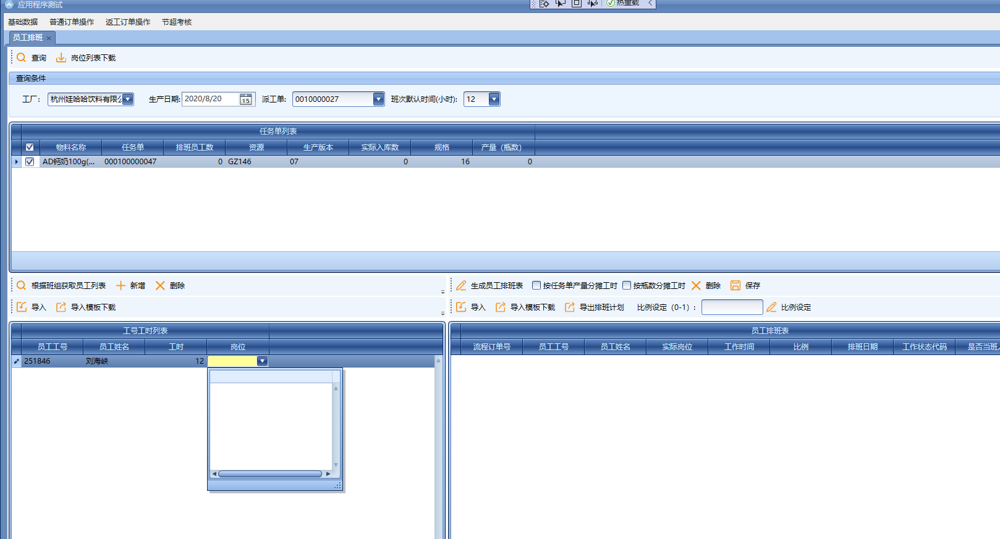 应用程序测试
热重载
基础数据 普通订单操作 返工订单操作 节超考核
员工排班
查询 岗位列表下载
查询条件
工厂： 杭州娃哈哈饮料有限公 生产日期: 2020/8/20 15 派工单: 0010000027 班次默认时间(小时): 12
任务单列表
物料名称 任务单 排班员工数 资源 生产版本 实际入库数 规格 产量（瓶数）
AD钙奶100g(... 000100000047 0 GZ146 07 0 16 0
根据班组获取员工列表 新增 删除
导入 导入模板下载
生成员工排班表 按任务单产量分摊工时 按瓶数分摊工时 删除 保存
导入 导入模板下载 导出排班计划 比例设定（0-1）: 比例设定
工号工时列表
员工工号 员工姓名 工时 岗位
251846 刘海峡 12
员工排班表
流程订单号 员工工号 员工姓名 实际岗位 工作时间 比例 排班日期 工作状态代码 是否当班